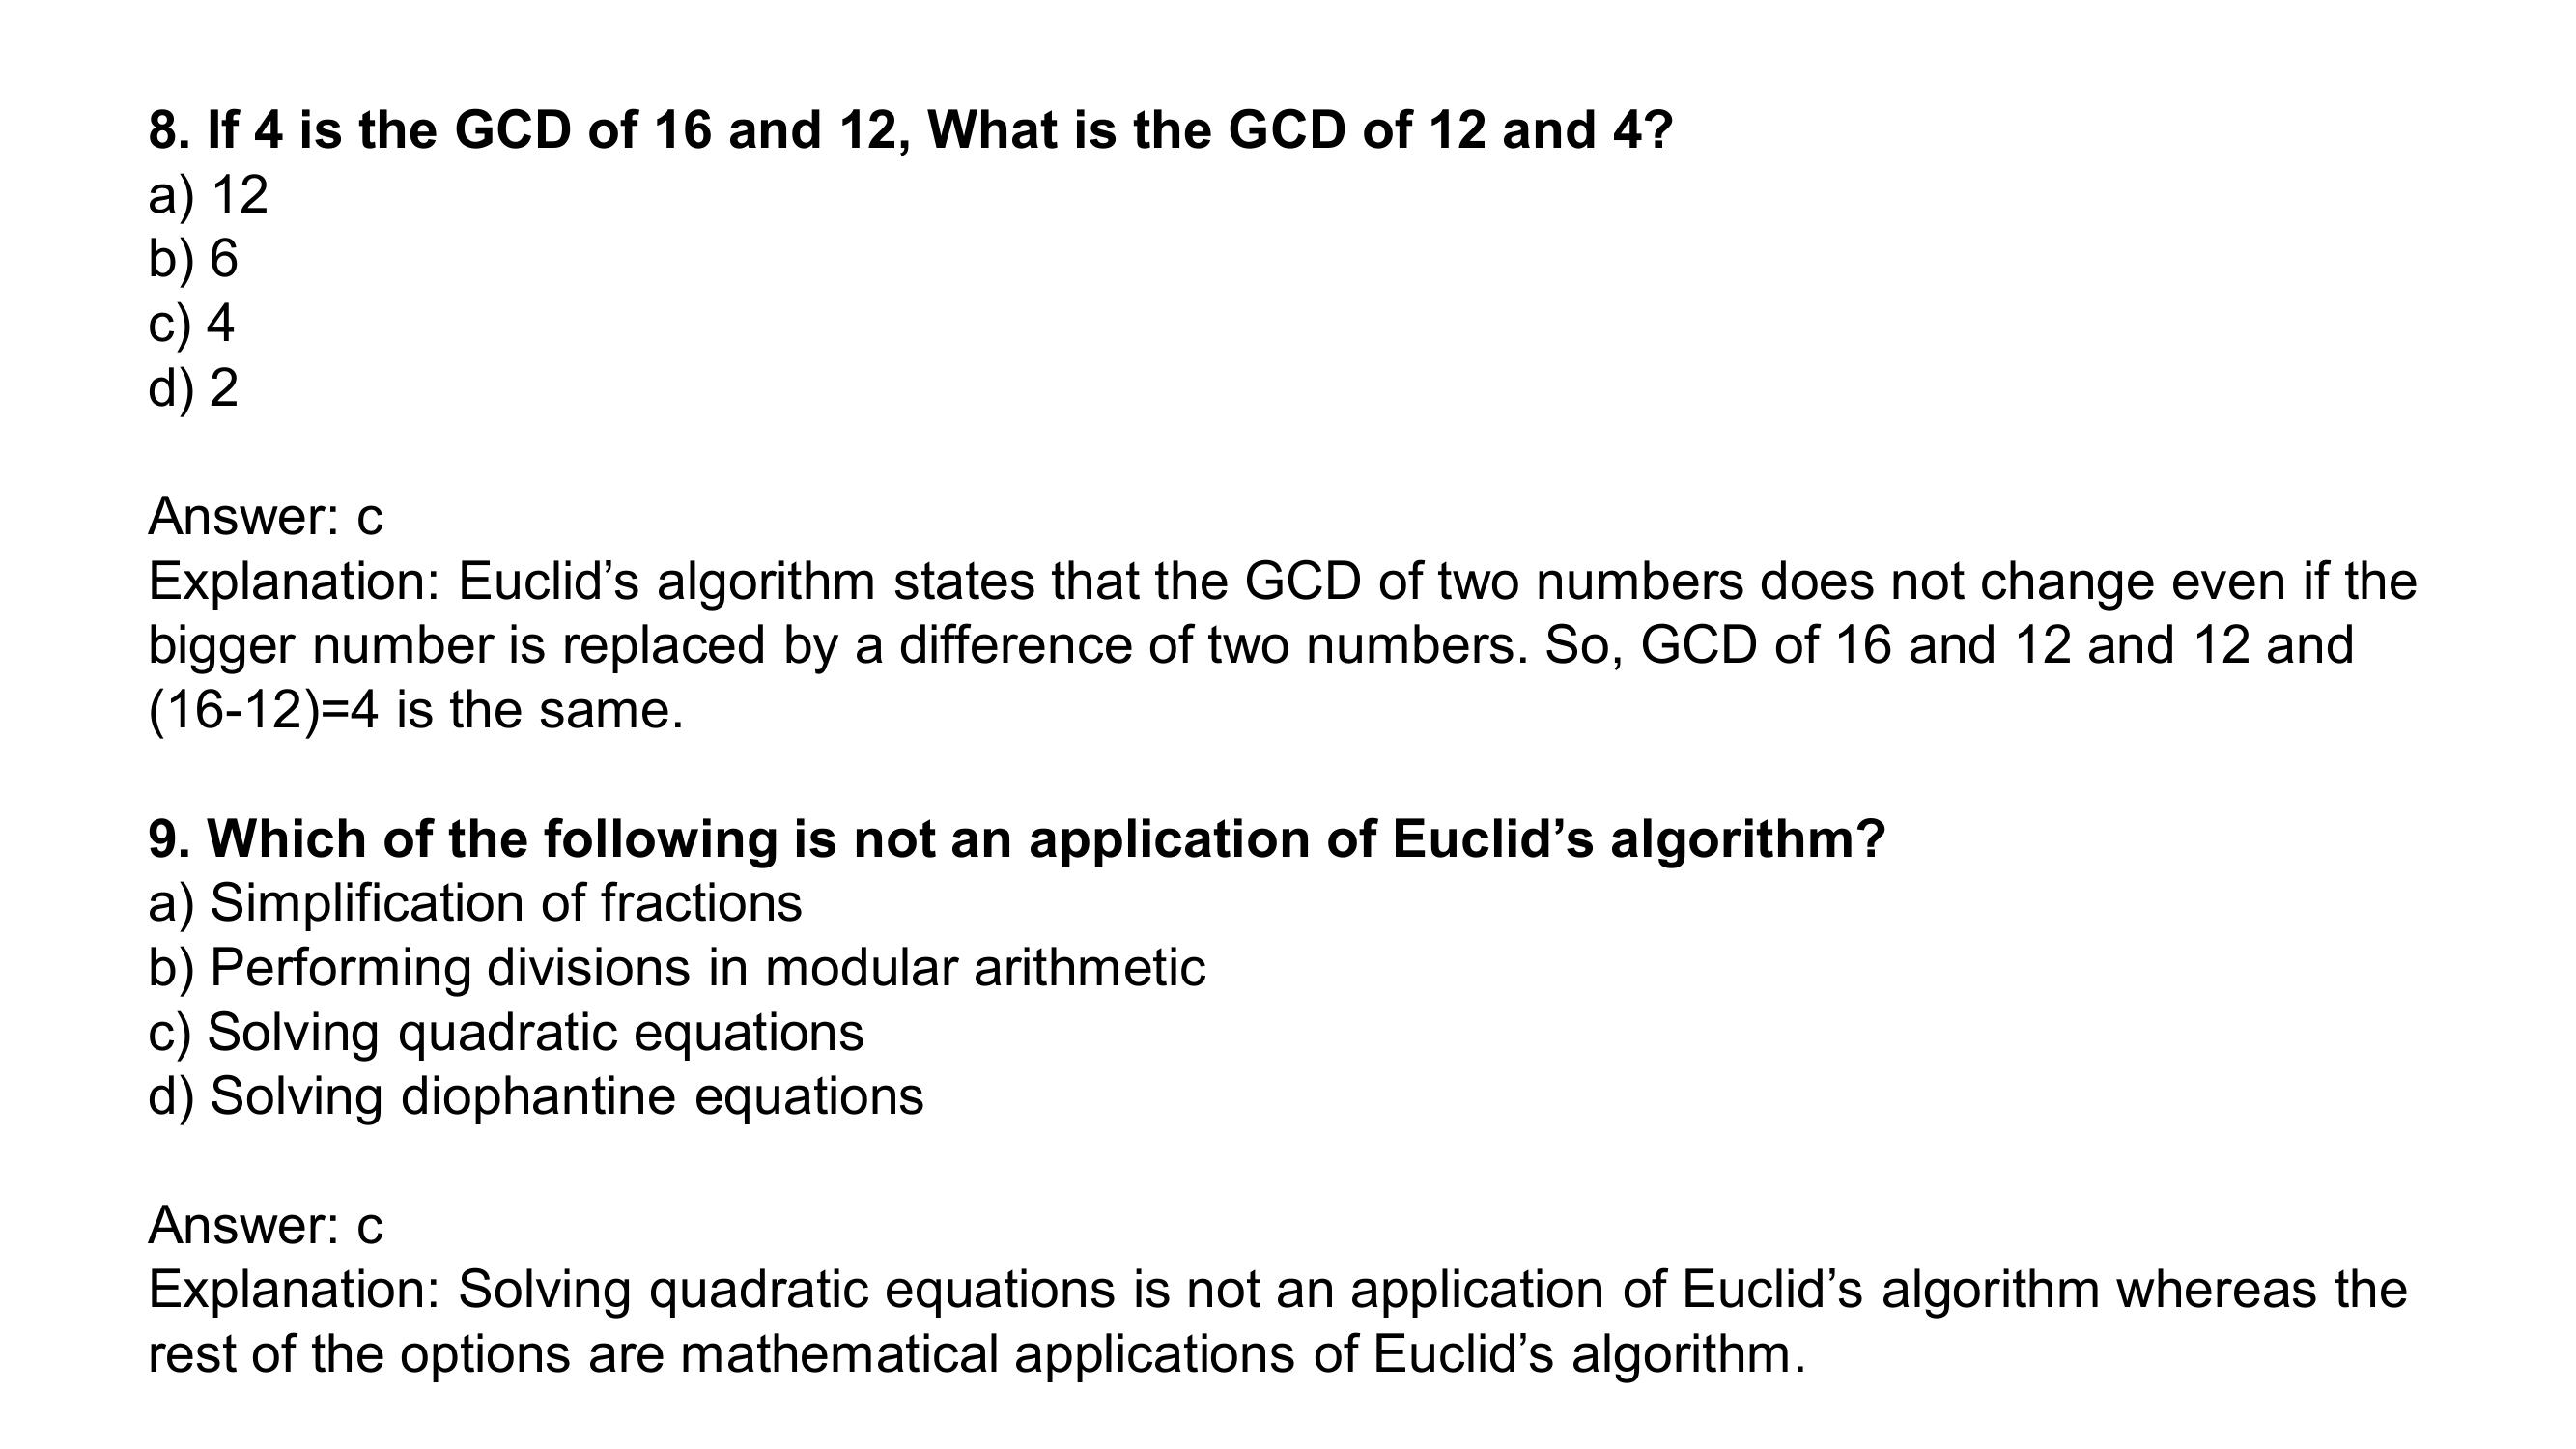 8. If 4 is the GCD of 16 and 12, What is the GCD of 12 and 4?
a) 12
b) 6
c) 4
d) 2
Answer: c
Explanation: Euclid’s algorithm states that the GCD of two numbers does not change even if the
bigger number is replaced by a difference of two numbers. So, GCD of 16 and 12 and 12 and
(16-12)=4 is the same.
9. Which of the following is not an application of Euclid’s algorithm?
a) Simplification of fractions
b) Performing divisions in modular arithmetic
c) Solving quadratic equations
d) Solving diophantine equations
Answer: c
Explanation: Solving quadratic equations is not an application of Euclid’s algorithm whereas the
rest of the options are mathematical applications of Euclid’s algorithm.